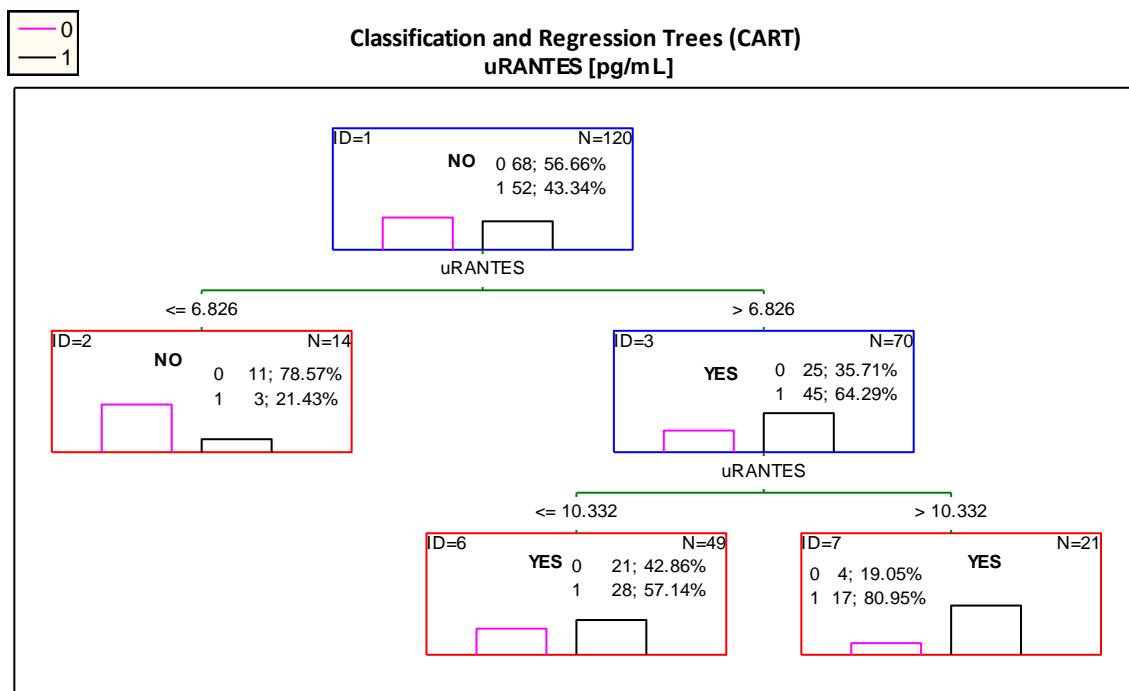 0
1
Classification and Regression Trees (CART)
uRANTES [pg/mL]
ID=1 N=120
NO 0 68; 56.66%
1 52; 43.34%
uRANTES
<= 6.826 > 6.826
ID=2 N=14
NO
0 11; 78.57%
1 3; 21.43%
ID=3 N=70
YES 0 25; 35.71%
1 45; 64.29%
uRANTES
<= 10.332 > 10.332
ID=6 N=49
YES 0 21; 42.86%
1 28; 57.14%
ID=7 N=21
YES
0 4; 19.05%
1 17; 80.95%